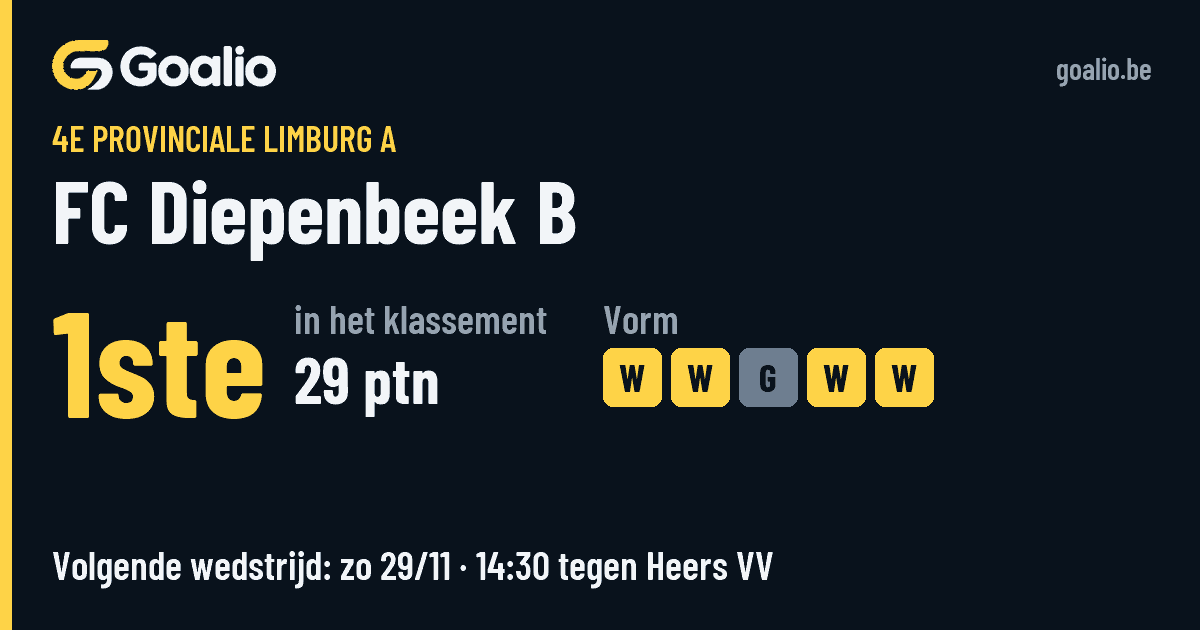 Goalio
goalio.be
4E PROVINCIALE LIMBURG A
FC Diepenbeek B
1ste
in het klassement
29 ptn
Vorm
W W G W W
Volgende wedstrijd: zo 29/11 · 14:30 tegen Heers VV